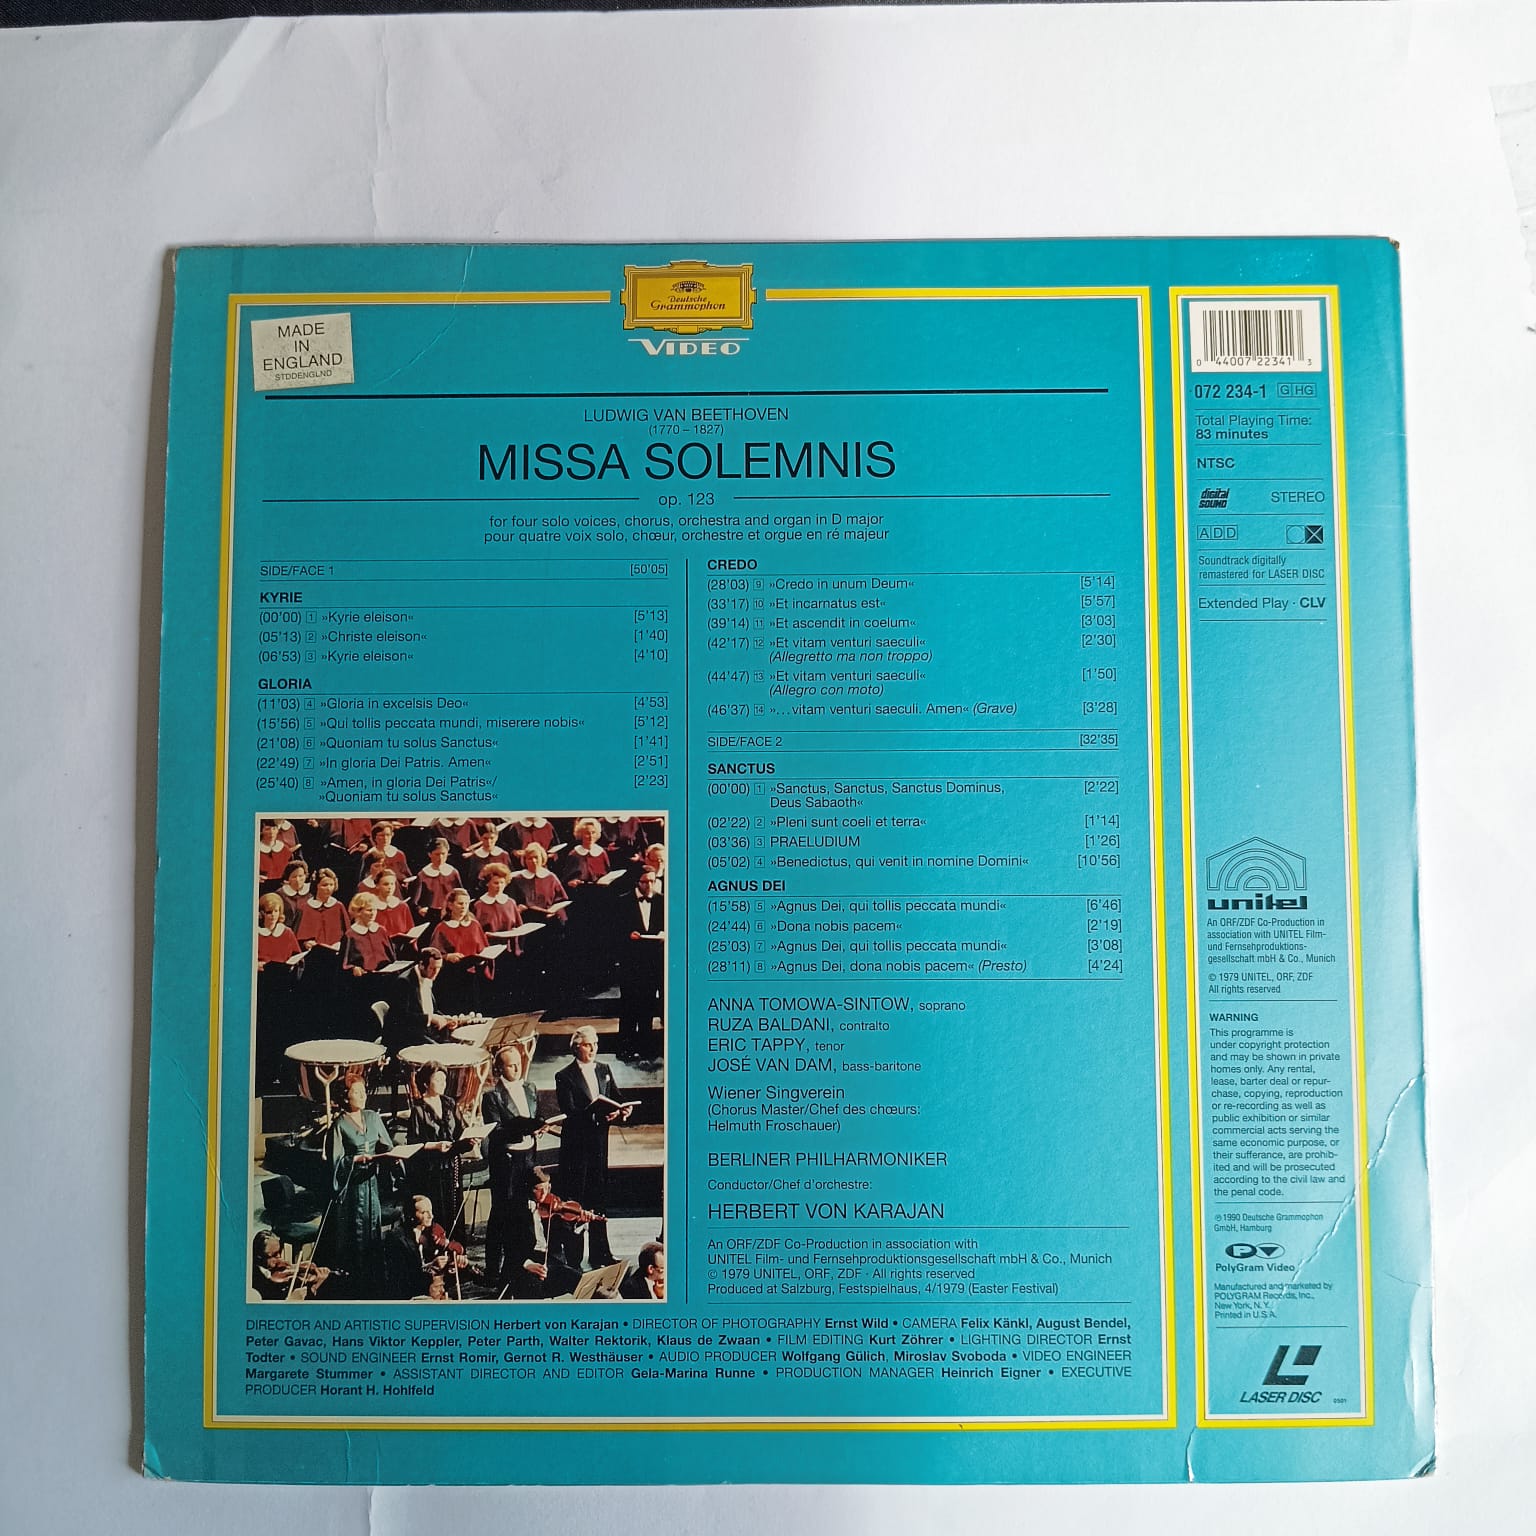 Deutsche
Grammophon
VIDEO
MADE
IN
ENGLAND
STDDENGLND
LUDWIG VAN BEETHOVEN
(1770 – 1827)
MISSA SOLEMNIS
op. 123
for four solo voices, chorus, orchestra and organ in D major
pour quatre voix solo, chœur, orchestre et orgue en ré majeur
SIDE/FACE 1 [50'05]
KYRIE
(00'00) 1 »Kyrie eleison« [5'13]
(05'13) 2 »Christe eleison« [1'40]
(06'53) 3 »Kyrie eleison« [4'10]
GLORIA
(11'03) 4 »Gloria in excelsis Deo« [4'53]
(15'56) 5 »Qui tollis peccata mundi, miserere nobis« [5'12]
(21'08) 6 »Quoniam tu solus Sanctus« [1'41]
(22'49) 7 »In gloria Dei Patris. Amen« [2'51]
(25'40) 8 »Amen, in gloria Dei Patris«/ [2'23]
»Quoniam tu solus Sanctus«
CREDO
(28'03) 9 »Credo in unum Deum« [5'14]
(33'17) 10 »Et incarnatus est« [5'57]
(39'14) 11 »Et ascendit in coelum« [3'03]
(42'17) 12 »Et vitam venturi saeculi« [2'30]
(Allegretto ma non troppo)
(44'47) 13 »Et vitam venturi saeculi« [1'50]
(Allegro con moto)
(46'37) 14 »...vitam venturi saeculi. Amen« (Grave) [3'28]
SIDE/FACE 2 [32'35]
SANCTUS
(00'00) 1 »Sanctus, Sanctus, Sanctus Dominus, [2'22]
Deus Sabaoth«
(02'22) 2 »Pleni sunt coeli et terra« [1'14]
(03'36) 3 PRAELUDIUM [1'26]
(05'02) 4 »Benedictus, qui venit in nomine Domini« [10'56]
AGNUS DEI
(15'58) 5 »Agnus Dei, qui tollis peccata mundi« [6'46]
(24'44) 6 »Dona nobis pacem« [2'19]
(25'03) 7 »Agnus Dei, qui tollis peccata mundi« [3'08]
(28'11) 8 »Agnus Dei, dona nobis pacem« (Presto) [4'24]
ANNA TOMOWA-SINTOW, soprano
RUZA BALDANI, contralto
ERIC TAPPY, tenor
JOSÉ VAN DAM, bass-baritone
Wiener Singverein
(Chorus Master/Chef des chœurs:
Helmuth Froschauer)
BERLINER PHILHARMONIKER
Conductor/Chef d'orchestre:
HERBERT VON KARAJAN
An ORF/ZDF Co-Production in association with
UNITEL Film- und Fernsehproduktionsgesellschaft mbH & Co., Munich
© 1979 UNITEL, ORF, ZDF · All rights reserved
Produced at Salzburg, Festspielhaus, 4/1979 (Easter Festival)
DIRECTOR AND ARTISTIC SUPERVISION Herbert von Karajan • DIRECTOR OF PHOTOGRAPHY Ernst Wild • CAMERA Felix Känkl, August Bendel,
Peter Gavac, Hans Viktor Keppler, Peter Parth, Walter Rektorik, Klaus de Zwaan • FILM EDITING Kurt Zöhrer • LIGHTING DIRECTOR Ernst
Todter • SOUND ENGINEER Ernst Romir, Gernot R. Westhäuser • AUDIO PRODUCER Wolfgang Gülich, Miroslav Svoboda • VIDEO ENGINEER
Margarete Stummer • ASSISTANT DIRECTOR AND EDITOR Gela-Marina Runne • PRODUCTION MANAGER Heinrich Eigner • EXECUTIVE
PRODUCER Horant H. Hohlfeld
0 44007 22341 3
072 234-1 G HG
Total Playing Time:
83 minutes
NTSC
digital SOUND STEREO
ADD
Soundtrack digitally
remastered for LASER DISC
Extended Play · CLV
unitel
An ORF/ZDF Co-Production in
association with UNITEL Film-
und Fernsehproduktions-
gesellschaft mbH & Co., Munich
© 1979 UNITEL, ORF, ZDF
All rights reserved
WARNING
This programme is
under copyright protection
and may be shown in private
homes only. Any rental,
lease, barter deal or repur-
chase, copying, reproduction
or re-recording as well as
public exhibition or similar
commercial acts serving the
same economic purpose, or
their sufferance, are prohib-
ited and will be prosecuted
according to the civil law and
the penal code.
℗ 1990 Deutsche Grammophon
GmbH, Hamburg
PolyGram Video
Manufactured and marketed by
POLYGRAM Records, Inc.,
New York, N.Y.
Printed in U.S.A.
LASER DISC
0501